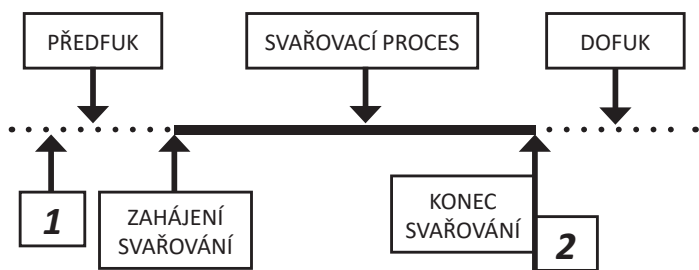 PŘEDFUK
SVAŘOVACÍ PROCES
DOFUK
1
ZAHÁJENÍ
SVAŘOVÁNÍ
KONEC
SVAŘOVÁNÍ
2